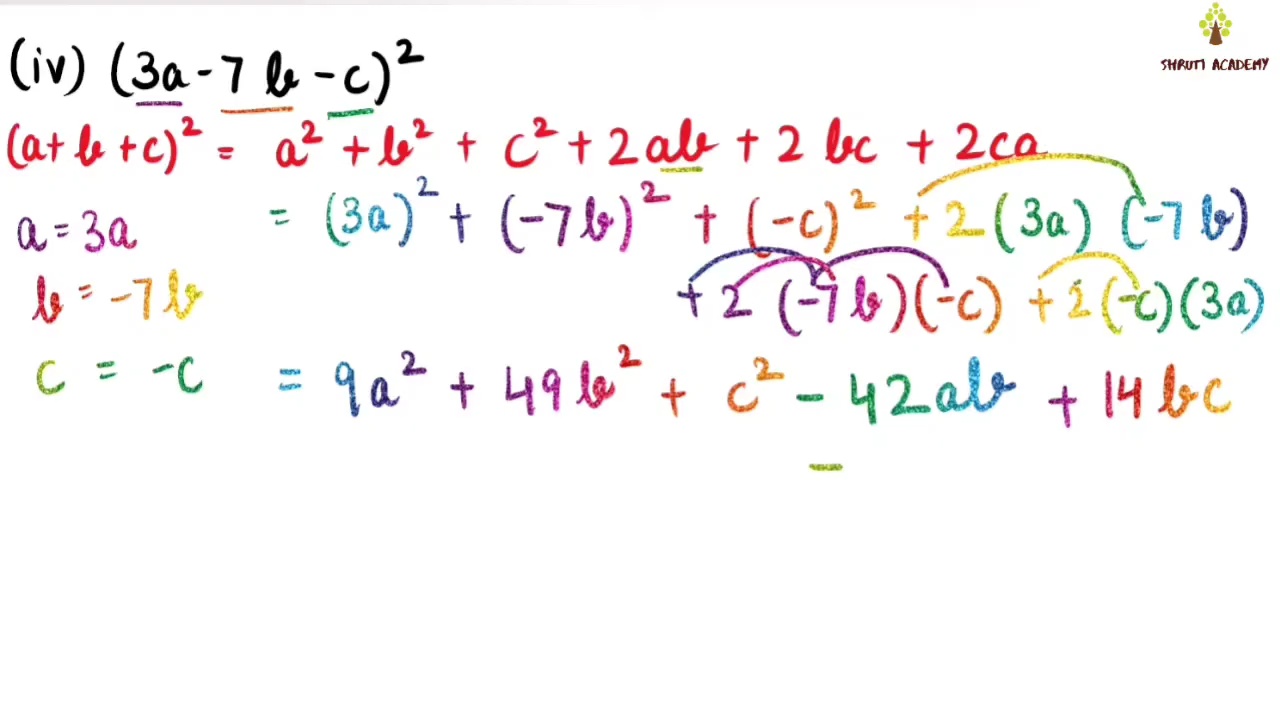 SHRUTI ACADEMY
(iv) (3a - 7b - c)²
(a + b + c)² = a² + b² + c² + 2ab + 2bc + 2ca
a = 3a = (3a)² + (-7b)² + (-c)² + 2 (3a) (-7b)
b = -7b + 2 (-7b) (-c) + 2 (-c) (3a)
c = -c = 9a² + 49b² + c² - 42ab + 14bc
-